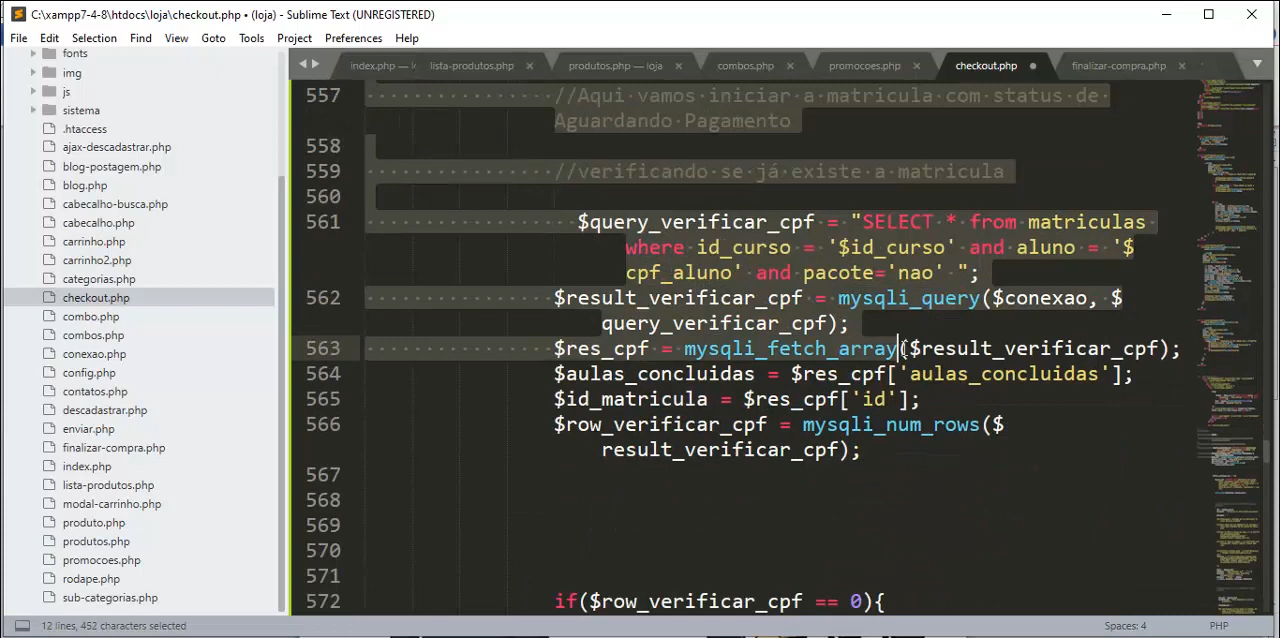 C:\xampp7-4-8\htdocs\loja\checkout.php • (loja) - Sublime Text (UNREGISTERED)
File Edit Selection Find View Goto Tools Project Preferences Help
fonts
img
js
sistema
.htaccess
ajax-descadastrar.php
blog-postagem.php
blog.php
cabecalho-busca.php
cabecalho.php
carrinho.php
carrinho2.php
categorias.php
checkout.php
combo.php
combos.php
conexao.php
config.php
contatos.php
descadastrar.php
enviar.php
finalizar-compra.php
index.php
lista-produtos.php
modal-carrinho.php
produto.php
produtos.php
promocoes.php
rodape.php
sub-categorias.php
index.php — lista-produtos.php produtos.php — loja combos.php promocoes.php checkout.php finalizar-compra.php
557 //Aqui vamos iniciar a matricula com status de
Aguardando Pagamento
558
559 //verificando se já existe a matricula
560
561 $query_verificar_cpf = "SELECT * from matriculas
where id_curso = '$id_curso' and aluno = '$
cpf_aluno' and pacote='nao' ";
562 $result_verificar_cpf = mysqli_query($conexao, $
query_verificar_cpf);
563 $res_cpf = mysqli_fetch_array($result_verificar_cpf);
564 $aulas_concluidas = $res_cpf['aulas_concluidas'];
565 $id_matricula = $res_cpf['id'];
566 $row_verificar_cpf = mysqli_num_rows($
result_verificar_cpf);
567
568
569
570
571
572 if($row_verificar_cpf == 0){
12 lines, 452 characters selected Spaces: 4 PHP